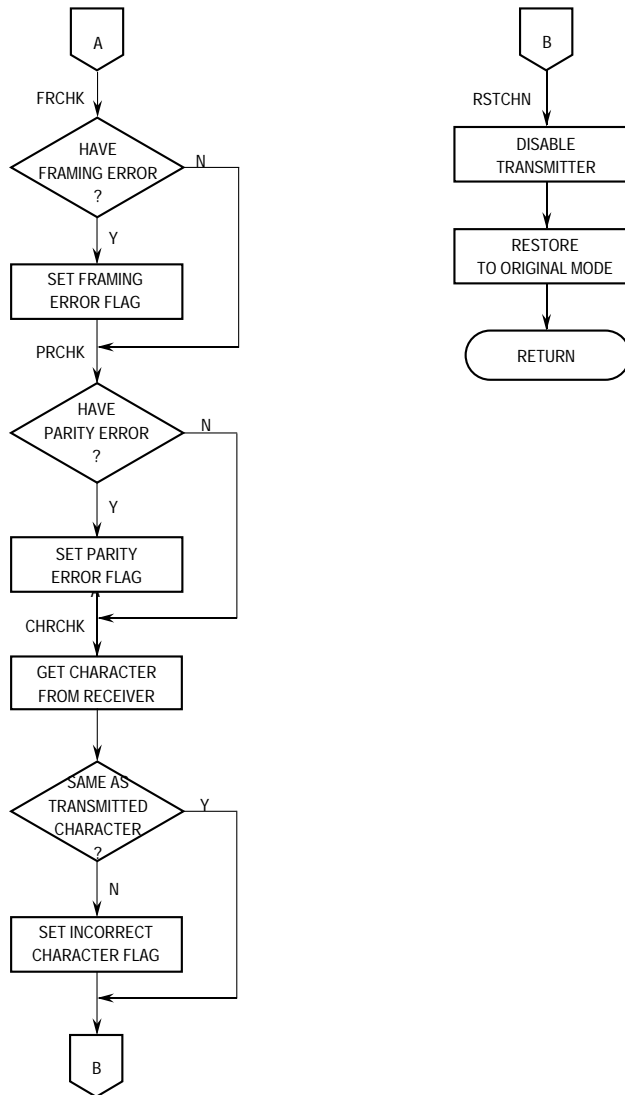 A
FRCHK
HAVE
FRAMING ERROR
?
N
Y
SET FRAMING
ERROR FLAG
PRCHK
HAVE
PARITY ERROR
?
N
Y
SET PARITY
ERROR FLAG
CHRCHK
GET CHARACTER
FROM RECEIVER
SAME AS
TRANSMITTED
CHARACTER
?
Y
N
SET INCORRECT
CHARACTER FLAG
B
B
RSTCHN
DISABLE
TRANSMITTER
RESTORE
TO ORIGINAL MODE
RETURN